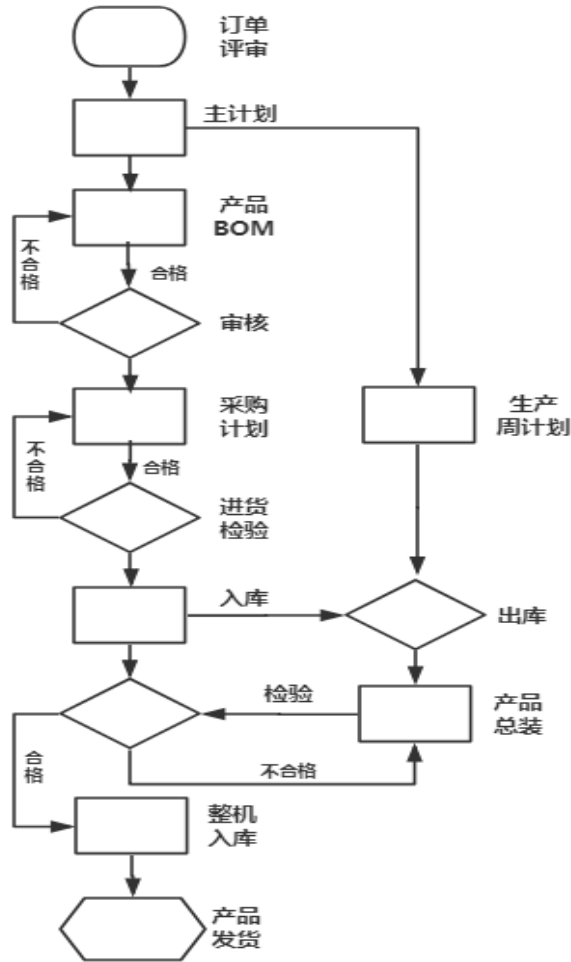 订单
评审
主计划
产品
BOM
不
合
格
合格
审核
采购
计划
生产
周计划
不
合
格
合格
进货
检验
入库
出库
检验
产品
总装
合
格
不合格
整机
入库
产品
发货